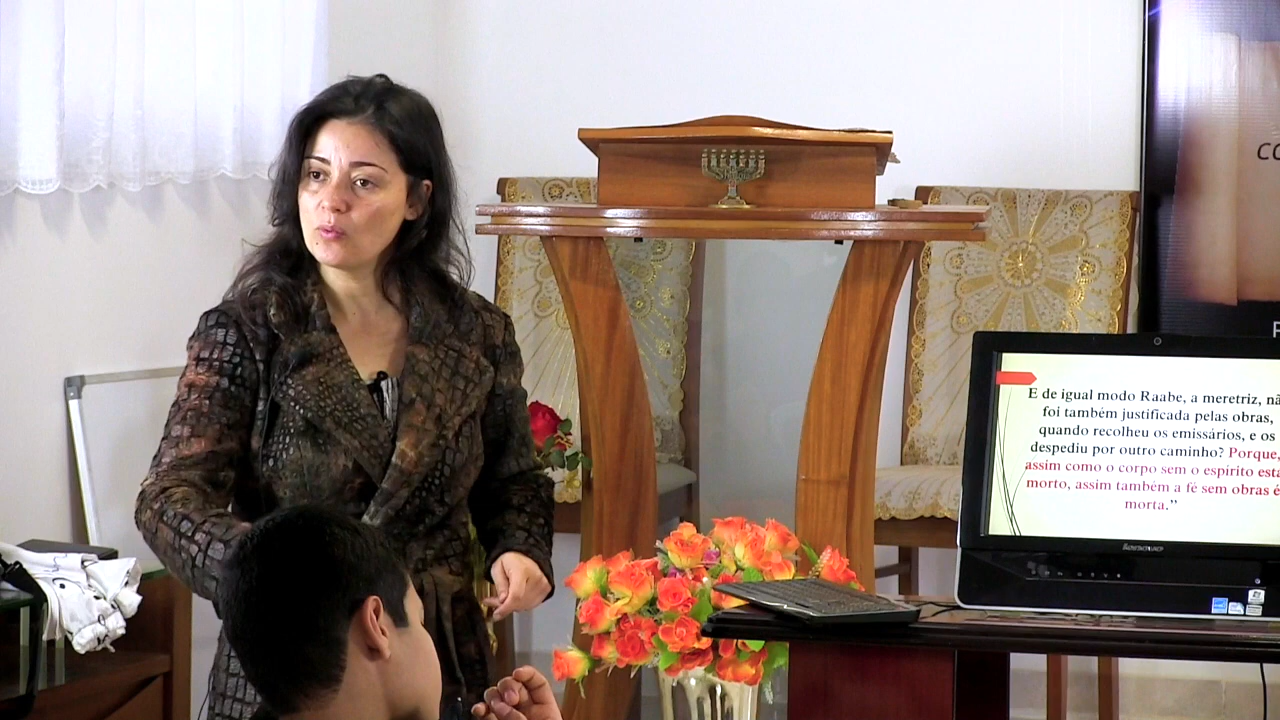 CO
F
E de igual modo Raabe, a meretriz, nã
foi também justificada pelas obras,
quando recolheu os emissários, e os
despediu por outro caminho? Porque,
assim como o corpo sem o espírito esta
morto, assim também a fé sem obras é
morta.”
lenovo